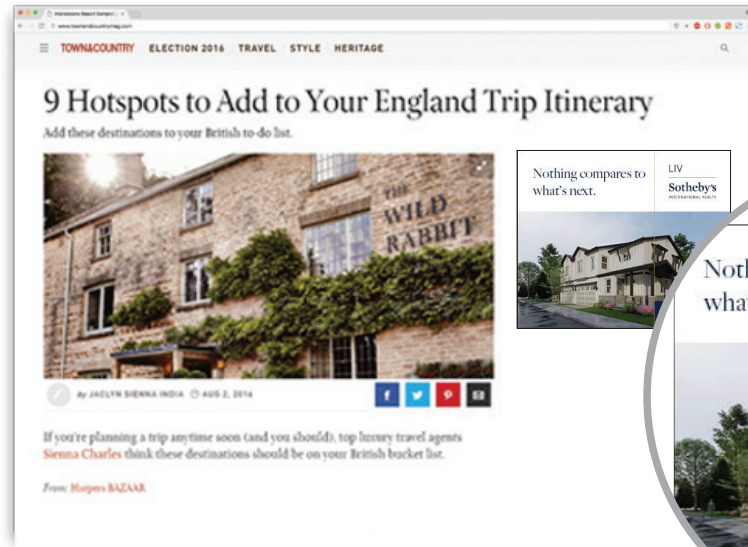 www.townandcountrymag.com
TOWN&COUNTRY ELECTION 2016 TRAVEL STYLE HERITAGE
9 Hotspots to Add to Your England Trip Itinerary
Add these destinations to your British to-do list.
THE
WILD
RABBIT
Nothing compares to
what's next.
LIV
Sotheby's
INTERNATIONAL REALTY
by JACLYN SIENNA INDIA AUG 2, 2016
If you're planning a trip anytime soon (and you should), top luxury travel agents
Sienna Charles think these destinations should be on your British bucket list.
From: Harpers BAZAAR